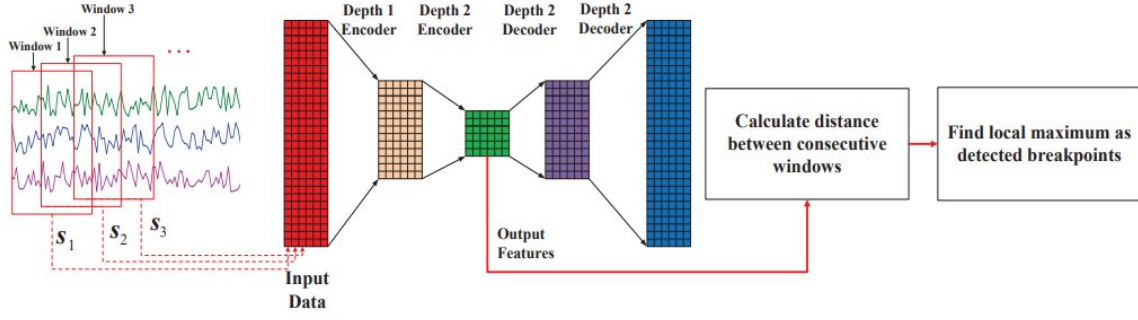 Window 3
Window 2
Window 1
...
s1
s2
s3
Input
Data
Depth 1
Encoder
Depth 2
Encoder
Depth 2
Decoder
Depth 2
Decoder
Output
Features
Calculate distance
between consecutive
windows
Find local maximum as
detected breakpoints